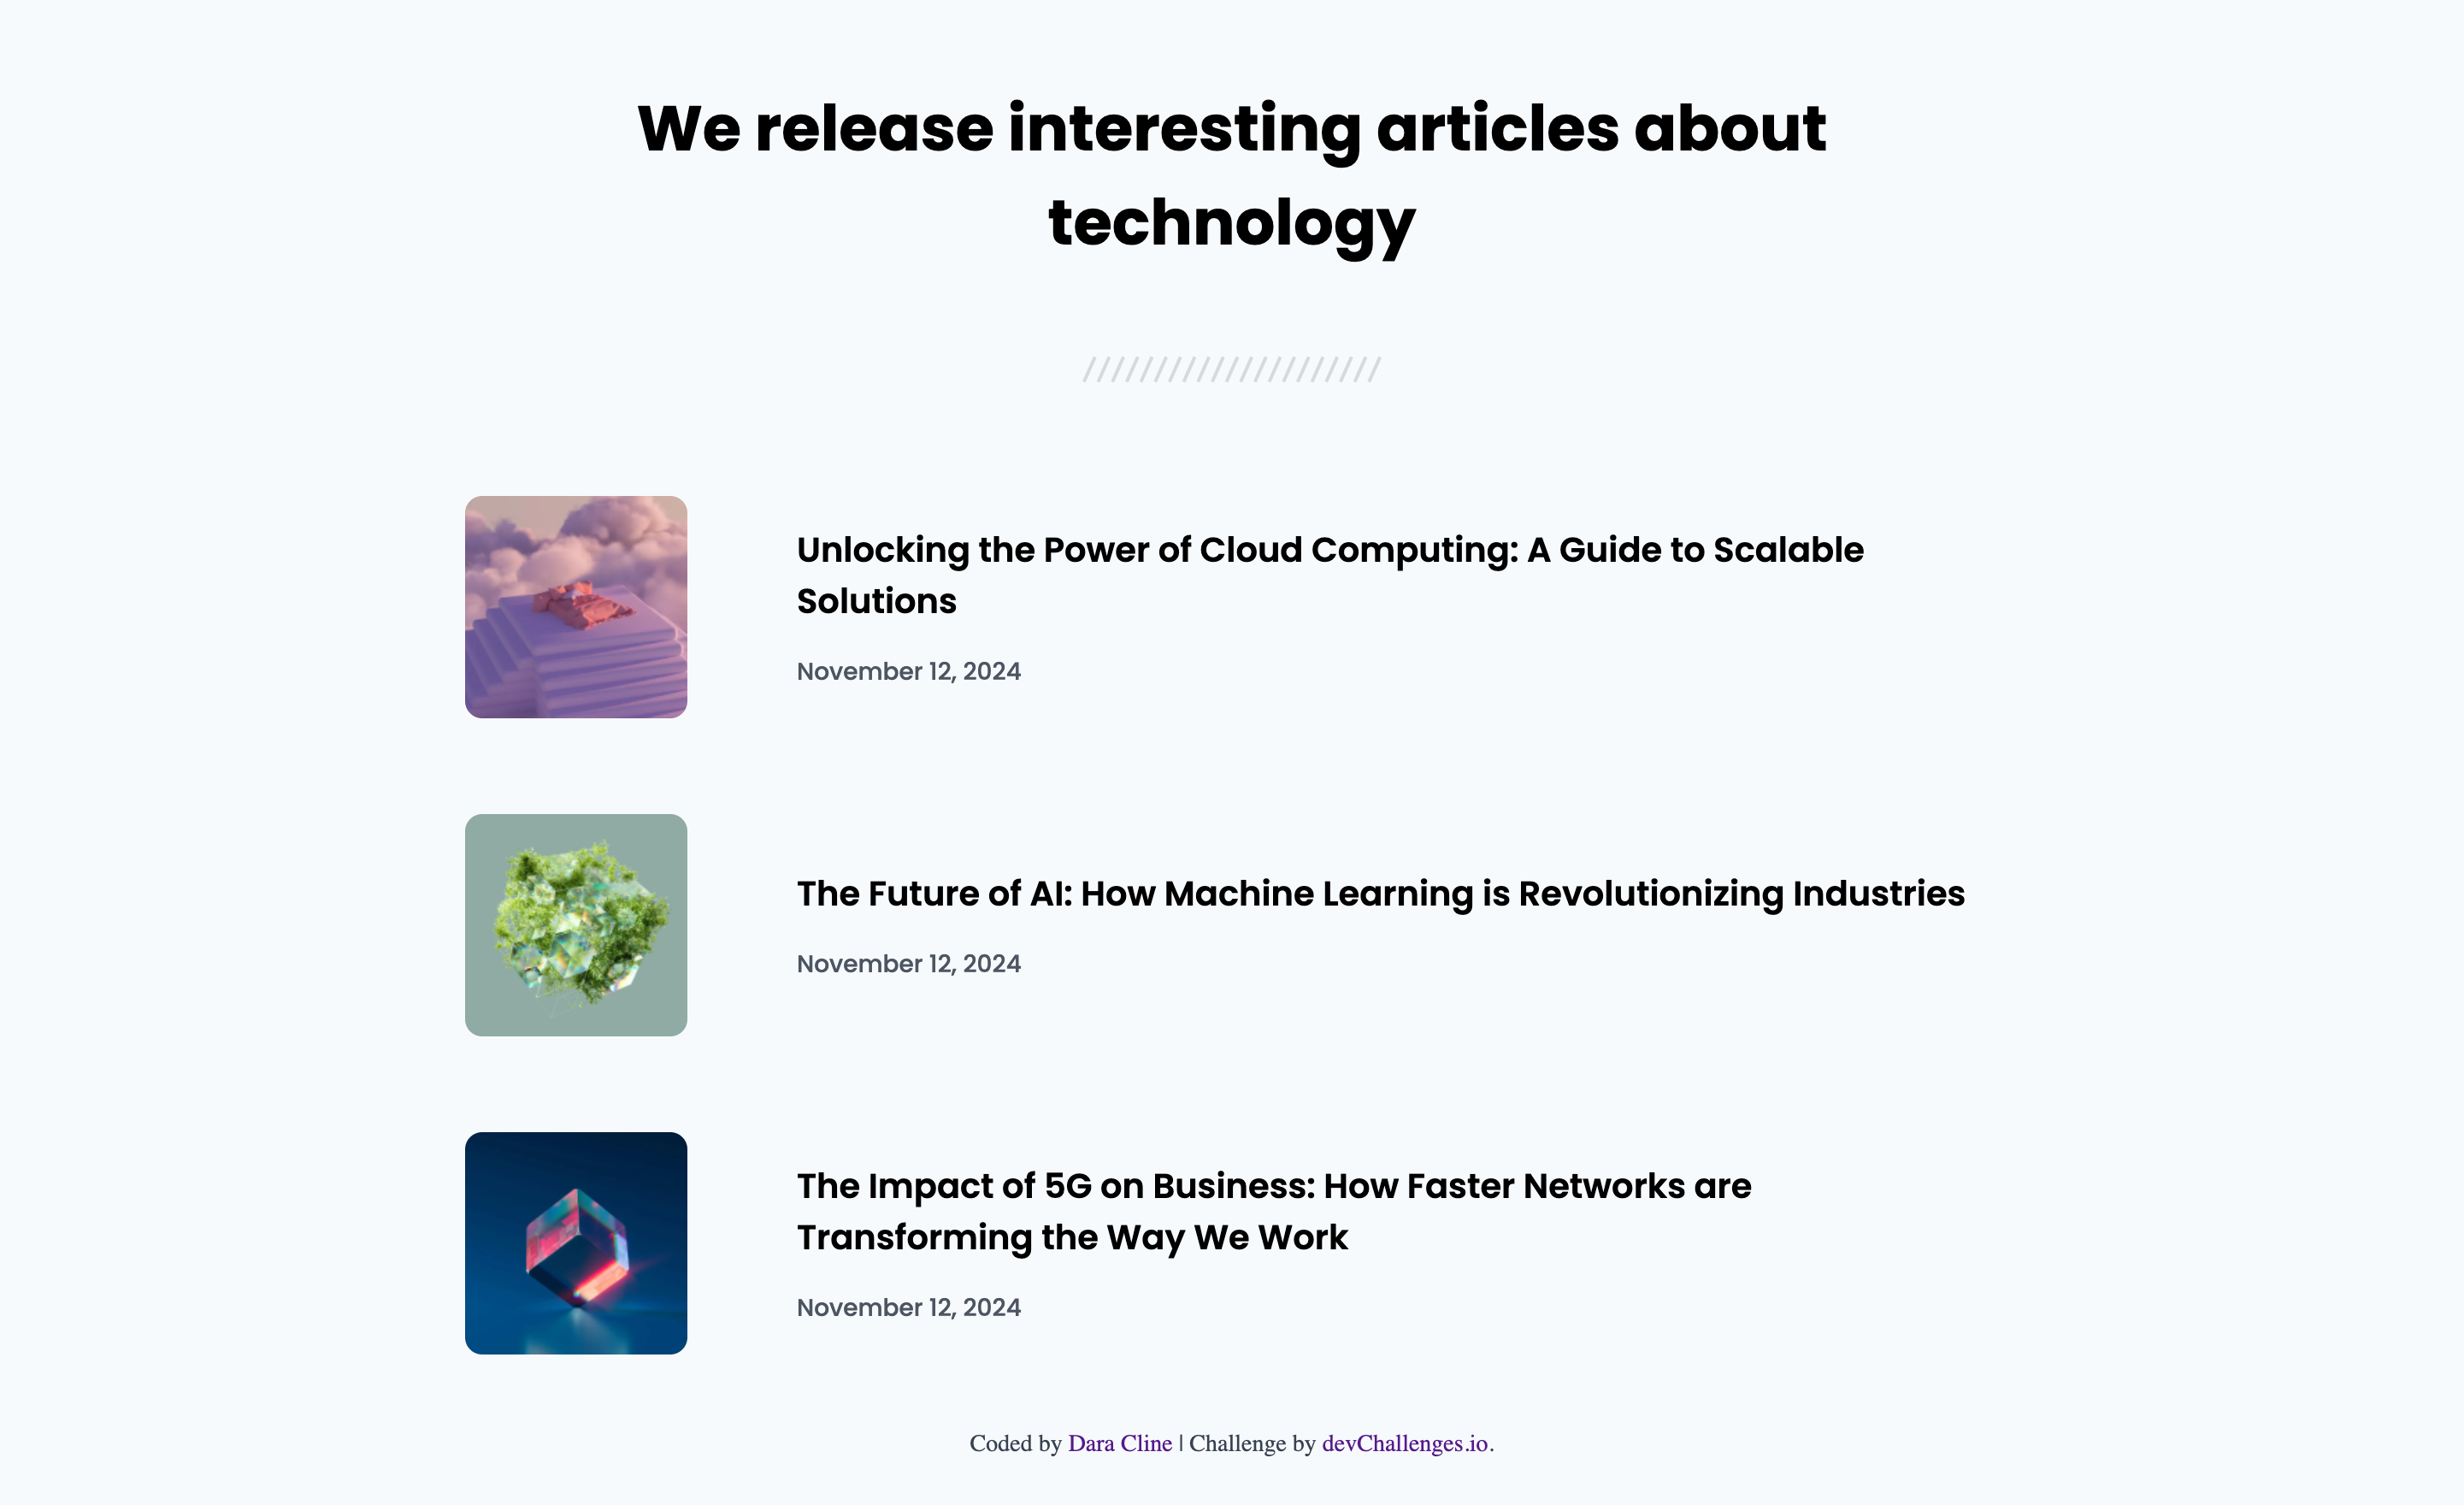 We release interesting articles about
technology
Unlocking the Power of Cloud Computing: A Guide to Scalable
Solutions
November 12, 2024
The Future of AI: How Machine Learning is Revolutionizing Industries
November 12, 2024
The Impact of 5G on Business: How Faster Networks are
Transforming the Way We Work
November 12, 2024
Coded by Dara Cline | Challenge by devChallenges.io.